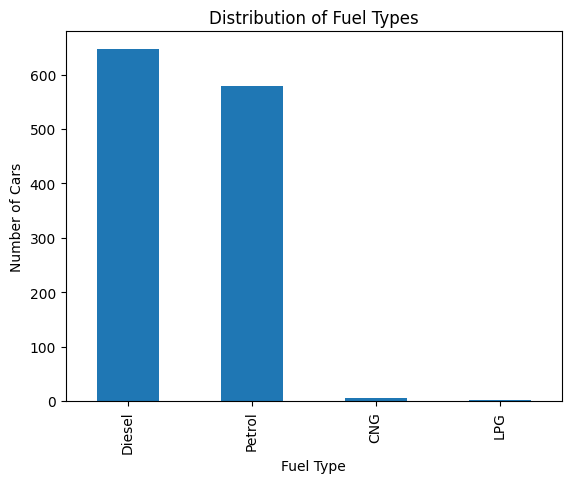 Distribution of Fuel Types
Number of Cars
600
500
400
300
200
100
0
Diesel
Petrol
CNG
LPG
Fuel Type